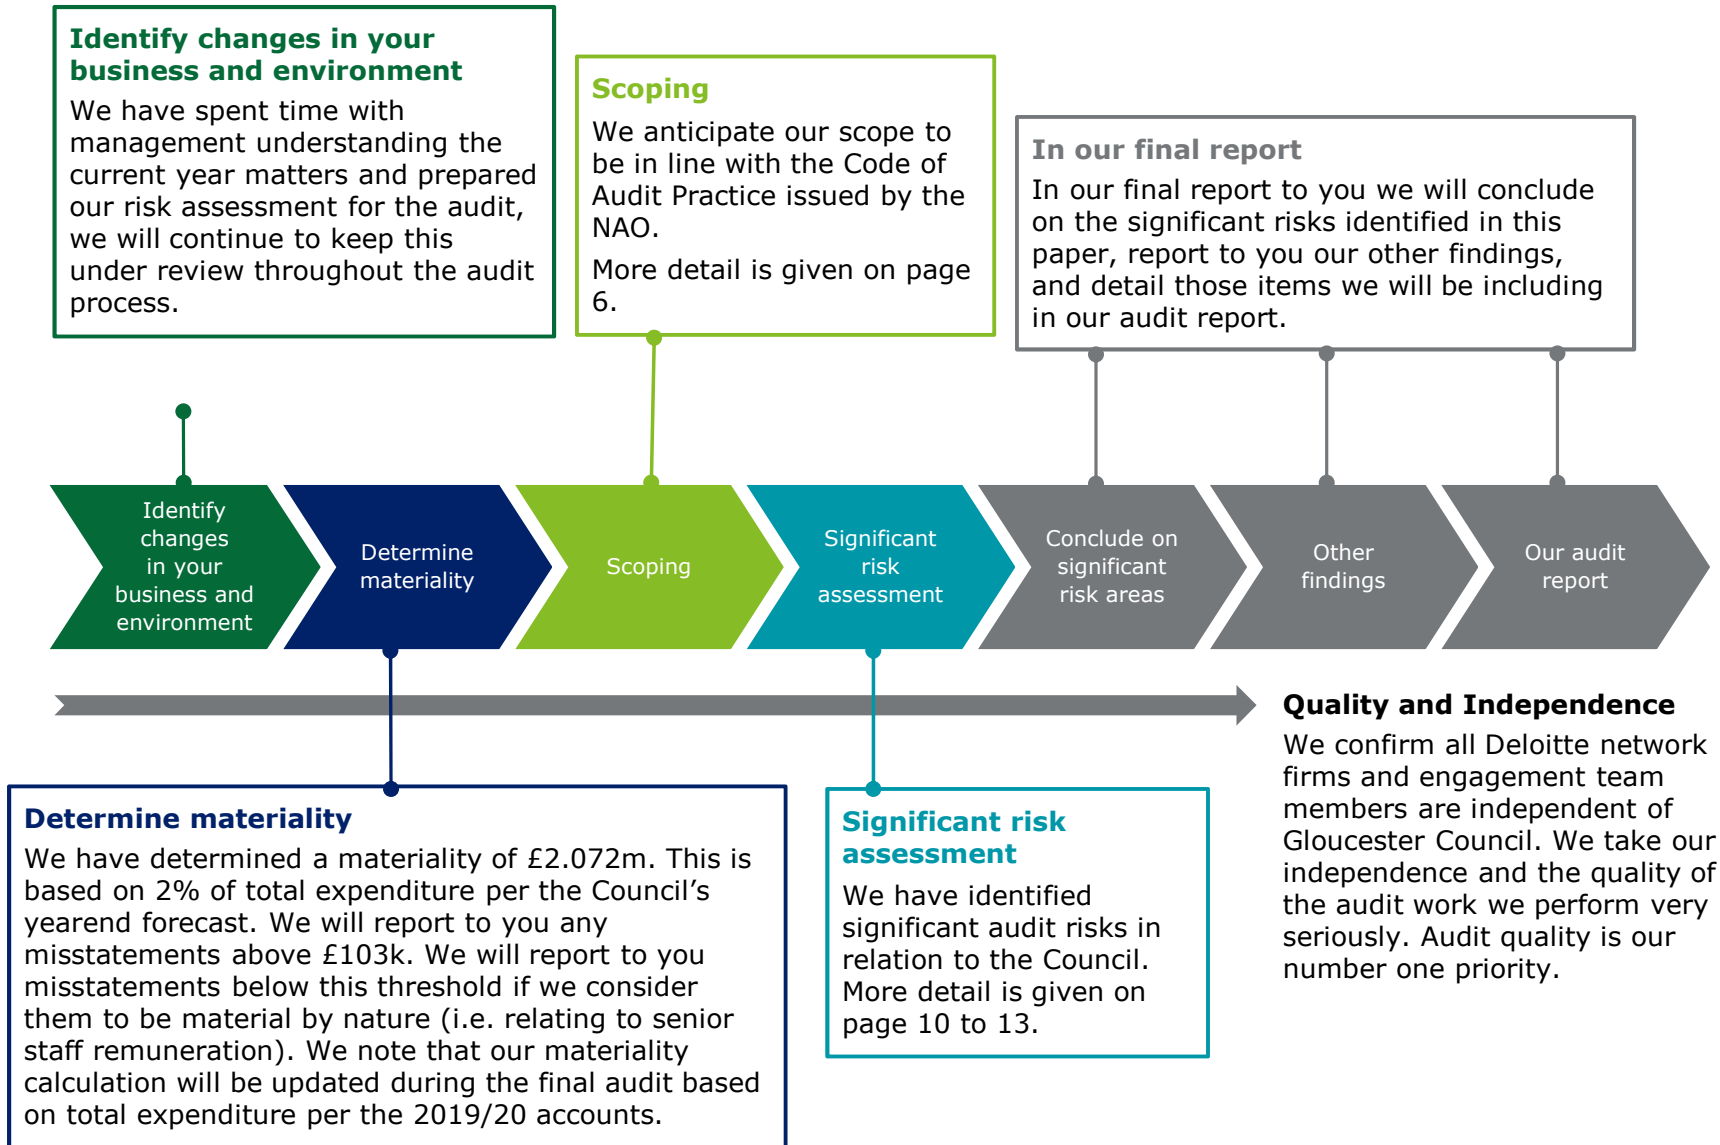 Identify changes in your
business and environment
We have spent time with
management understanding the
current year matters and prepared
our risk assessment for the audit,
we will continue to keep this
under review throughout the audit
process.
Scoping
We anticipate our scope to
be in line with the Code of
Audit Practice issued by the
NAO.
More detail is given on page
6.
In our final report
In our final report to you we will conclude
on the significant risks identified in this
paper, report to you our other findings,
and detail those items we will be including
in our audit report.
Identify
changes
in your
business and
environment
Determine
materiality
Scoping
Significant
risk
assessment
Conclude on
significant
risk areas
Other
findings
Our audit
report
Determine materiality
We have determined a materiality of £2.072m. This is
based on 2% of total expenditure per the Council’s
yearend forecast. We will report to you any
misstatements above £103k. We will report to you
misstatements below this threshold if we consider
them to be material by nature (i.e. relating to senior
staff remuneration). We note that our materiality
calculation will be updated during the final audit based
on total expenditure per the 2019/20 accounts.
Significant risk
assessment
We have identified
significant audit risks in
relation to the Council.
More detail is given on
page 10 to 13.
Quality and Independence
We confirm all Deloitte network
firms and engagement team
members are independent of
Gloucester Council. We take our
independence and the quality of
the audit work we perform very
seriously. Audit quality is our
number one priority.